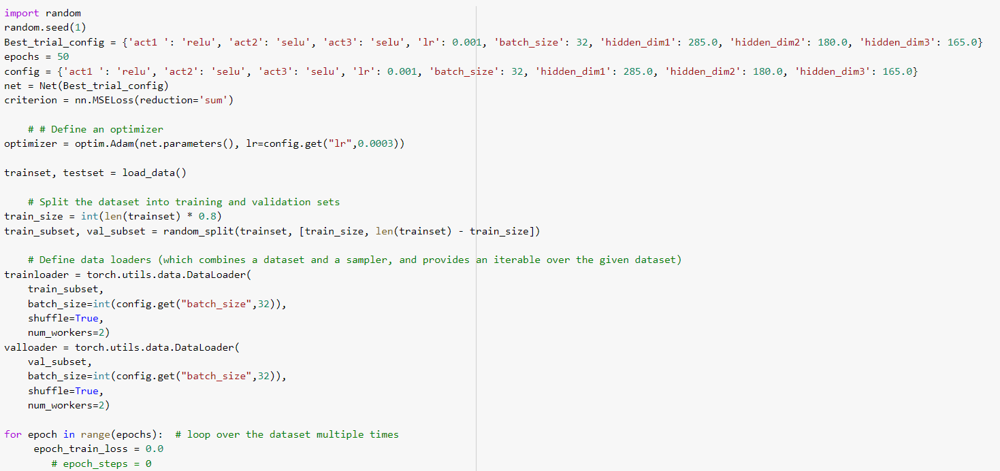 import random
random.seed(1)
Best_trial_config = {'act1 ': 'relu', 'act2': 'selu', 'act3': 'selu', 'lr': 0.001, 'batch_size': 32, 'hidden_dim1': 285.0, 'hidden_dim2': 180.0, 'hidden_dim3': 165.0}
epochs = 50
config = {'act1 ': 'relu', 'act2': 'selu', 'act3': 'selu', 'lr': 0.001, 'batch_size': 32, 'hidden_dim1': 285.0, 'hidden_dim2': 180.0, 'hidden_dim3': 165.0}
net = Net(Best_trial_config)
criterion = nn.MSELoss(reduction='sum')

    # # Define an optimizer
optimizer = optim.Adam(net.parameters(), lr=config.get("lr",0.0003))

trainset, testset = load_data()

    # Split the dataset into training and validation sets
train_size = int(len(trainset) * 0.8)
train_subset, val_subset = random_split(trainset, [train_size, len(trainset) - train_size])

    # Define data loaders (which combines a dataset and a sampler, and provides an iterable over the given dataset)
trainloader = torch.utils.data.DataLoader(
    train_subset,
    batch_size=int(config.get("batch_size",32)),
    shuffle=True,
    num_workers=2)
valloader = torch.utils.data.DataLoader(
    val_subset,
    batch_size=int(config.get("batch_size",32)),
    shuffle=True,
    num_workers=2)

for epoch in range(epochs):  # loop over the dataset multiple times
     epoch_train_loss = 0.0
        # epoch_steps = 0